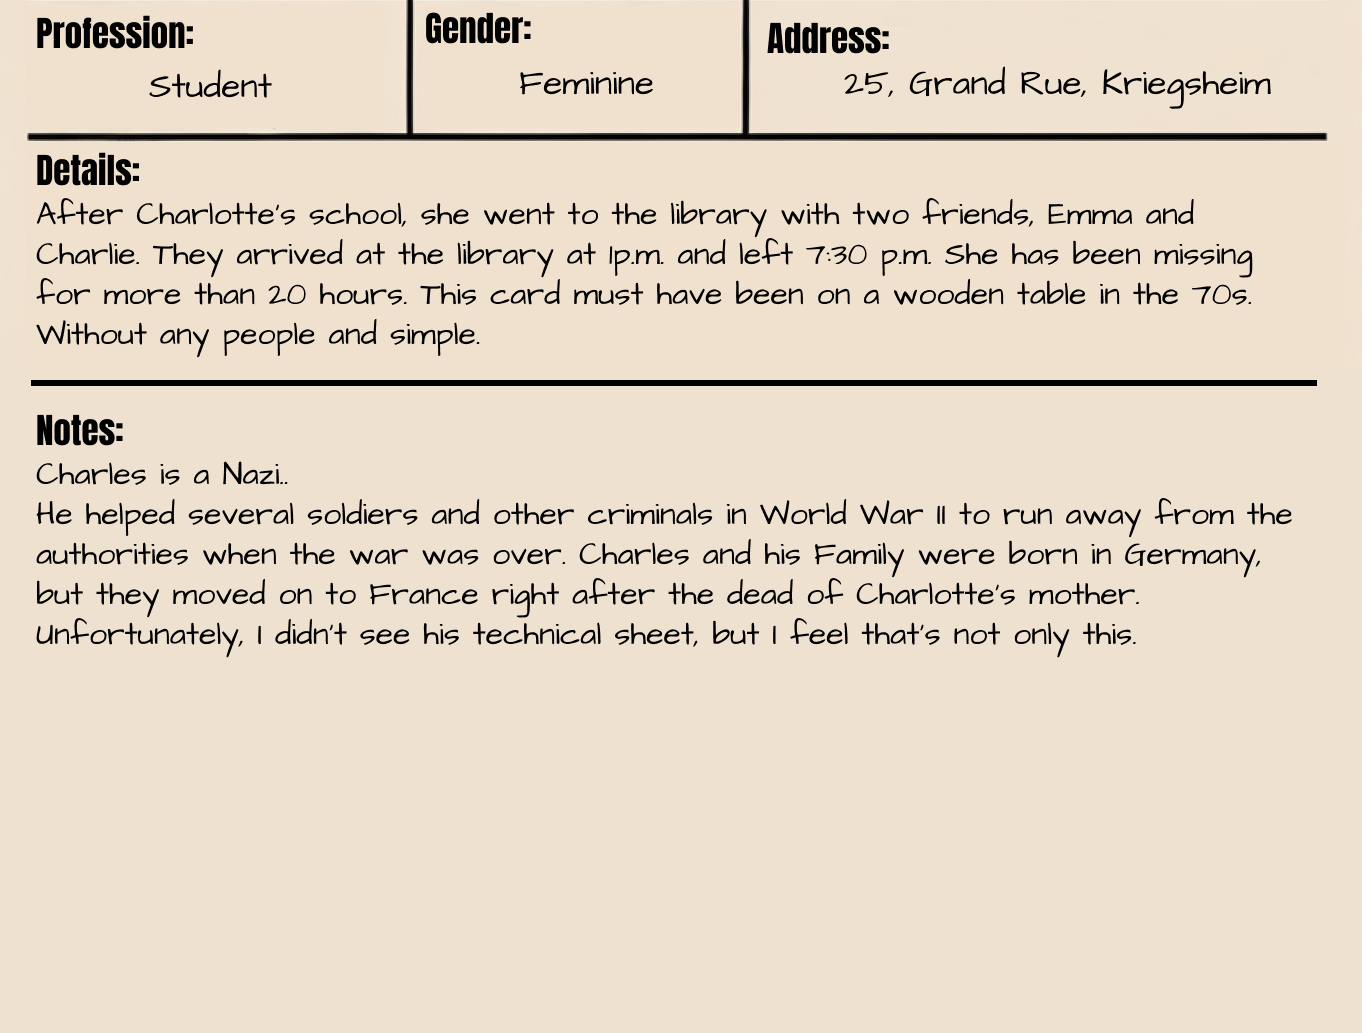 Profession:
Student
Gender:
Feminine
Address:
25, Grand Rue, Kriegsheim
Details:
After Charlotte's school, she went to the library with two friends, Emma and
Charlie. They arrived at the library at 1p.m. and left 7:30 p.m. She has been missing
for more than 20 hours. This card must have been on a wooden table in the 70s.
Without any people and simple.
Notes:
Charles is a Nazi..
He helped several soldiers and other criminals in World War II to run away from the
authorities when the war was over. Charles and his Family were born in Germany,
but they moved on to France right after the dead of Charlotte's mother.
Unfortunately, I didn't see his technical sheet, but I feel that's not only this.